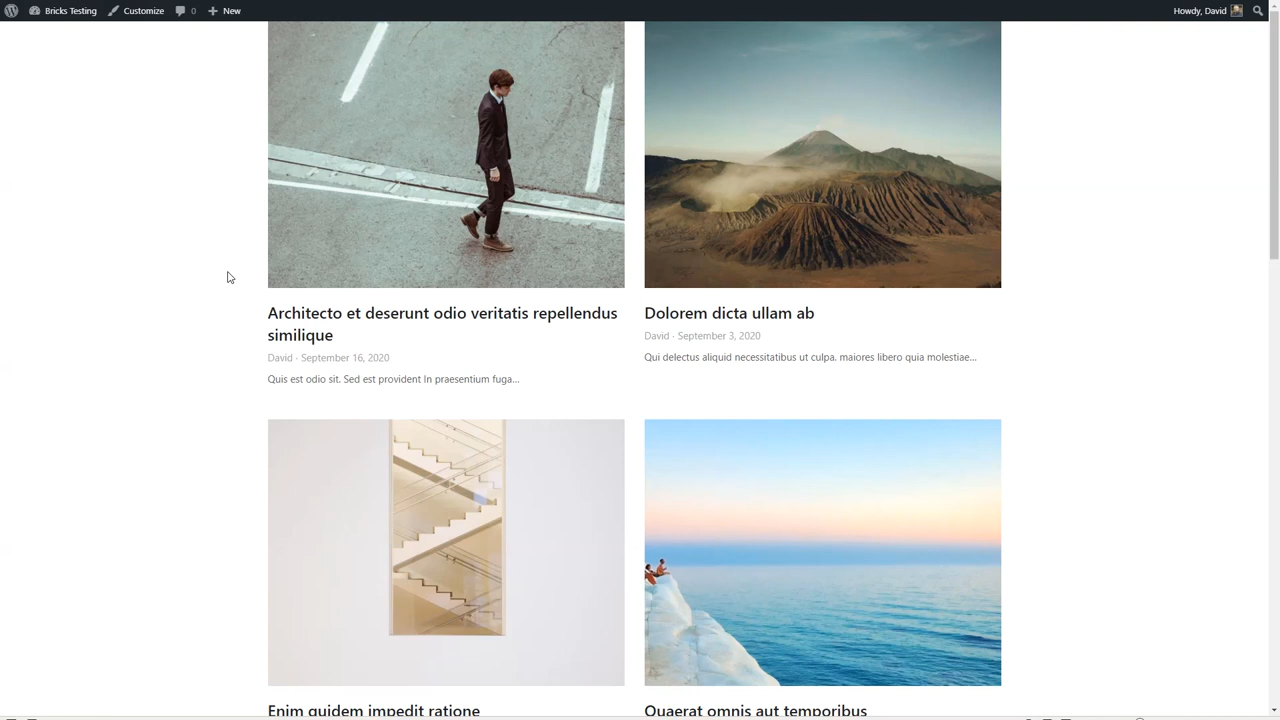 Bricks Testing Customize 0 New Howdy, David
Architecto et deserunt odio veritatis repellendus
similique
David · September 16, 2020
Quis est odio sit. Sed est provident In praesentium fuga...
Dolorem dicta ullam ab
David · September 3, 2020
Qui delectus aliquid necessitatibus ut culpa. maiores libero quia molestiae...
Enim quidem impedit ratione
Quaerat omnis aut temporibus